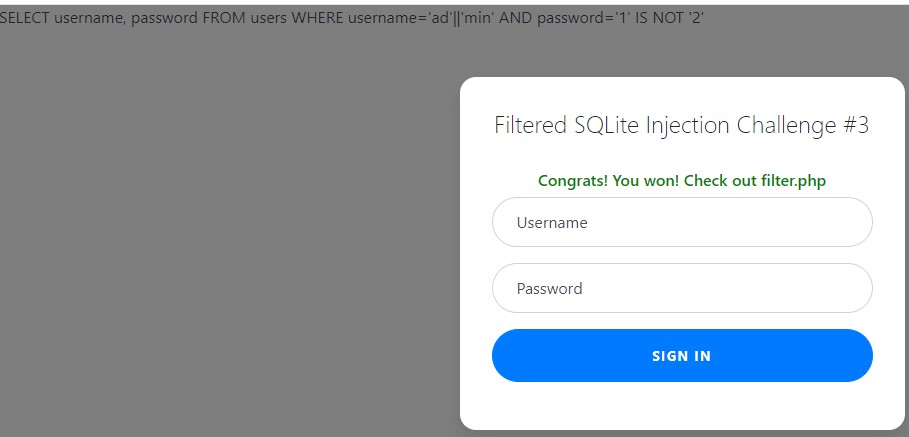 SELECT username, password FROM users WHERE username='ad'||'min' AND password='1' IS NOT '2'
Filtered SQLite Injection Challenge #3
Congrats! You won! Check out filter.php
Username
Password
SIGN IN